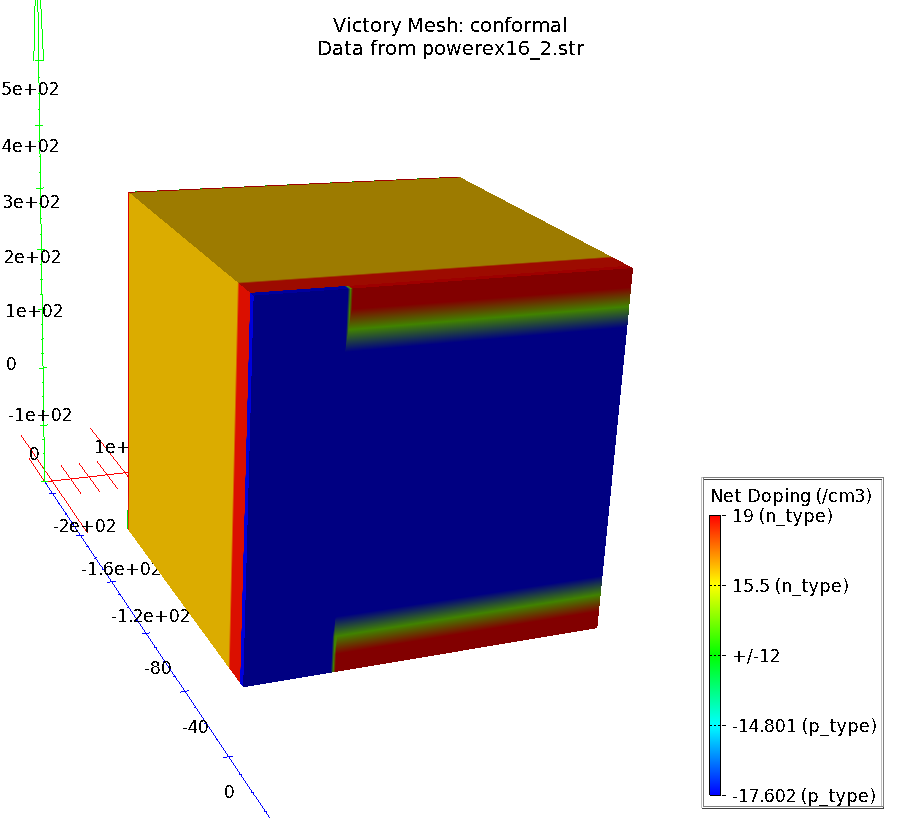 Victory Mesh: conformal
Data from powerex16_2.str
5e+02
4e+02
3e+02
2e+02
1e+02
0
-1e+02
0
1e+
-2e+02
-1.6e+02
-1.2e+02
-80
-40
0
Net Doping (/cm3)
19 (n_type)
15.5 (n_type)
+/-12
-14.801 (p_type)
-17.602 (p_type)